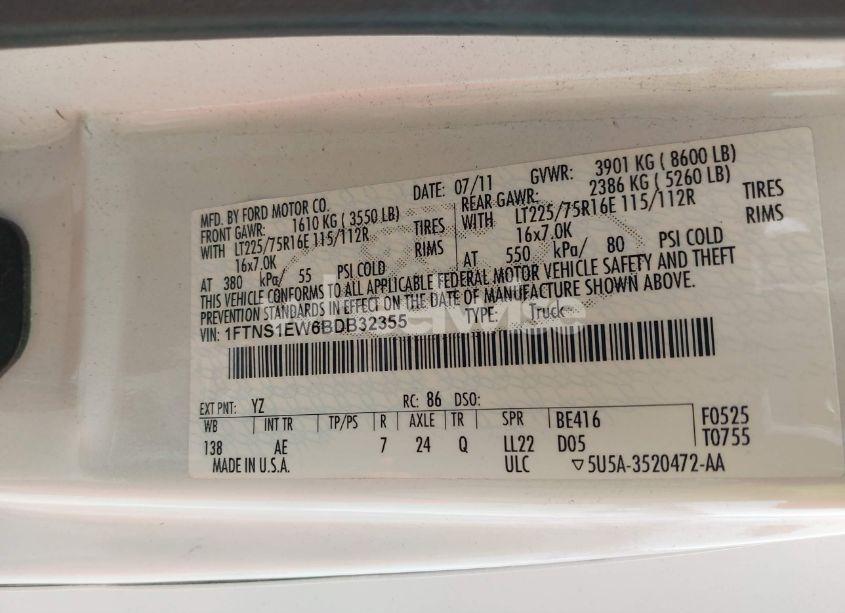 MFD. BY FORD MOTOR CO. DATE: 07/11 GVWR: 3901 KG ( 8600 LB)
FRONT GAWR: 1610 KG ( 3550 LB) REAR GAWR: 2386 KG ( 5260 LB)
WITH LT225/75R16E 115/112R TIRES WITH LT225/75R16E 115/112R TIRES
16x7.0K RIMS 16x7.0K RIMS
AT 380 kPa/ 55 PSI COLD AT 550 kPa/ 80 PSI COLD
THIS VEHICLE CONFORMS TO ALL APPLICABLE FEDERAL MOTOR VEHICLE SAFETY AND THEFT
PREVENTION STANDARDS IN EFFECT ON THE DATE OF MANUFACTURE SHOWN ABOVE.
VIN: 1FTNS1EW6BDB32355 TYPE: Truck
EXT PNT: YZ RC: 86 DSO:
WB INT TR TP/PS R AXLE TR SPR BE416 F0525
138 AE 7 24 Q LL22 D05 T0755
MADE IN U.S.A. ULC ▽5U5A-3520472-AA